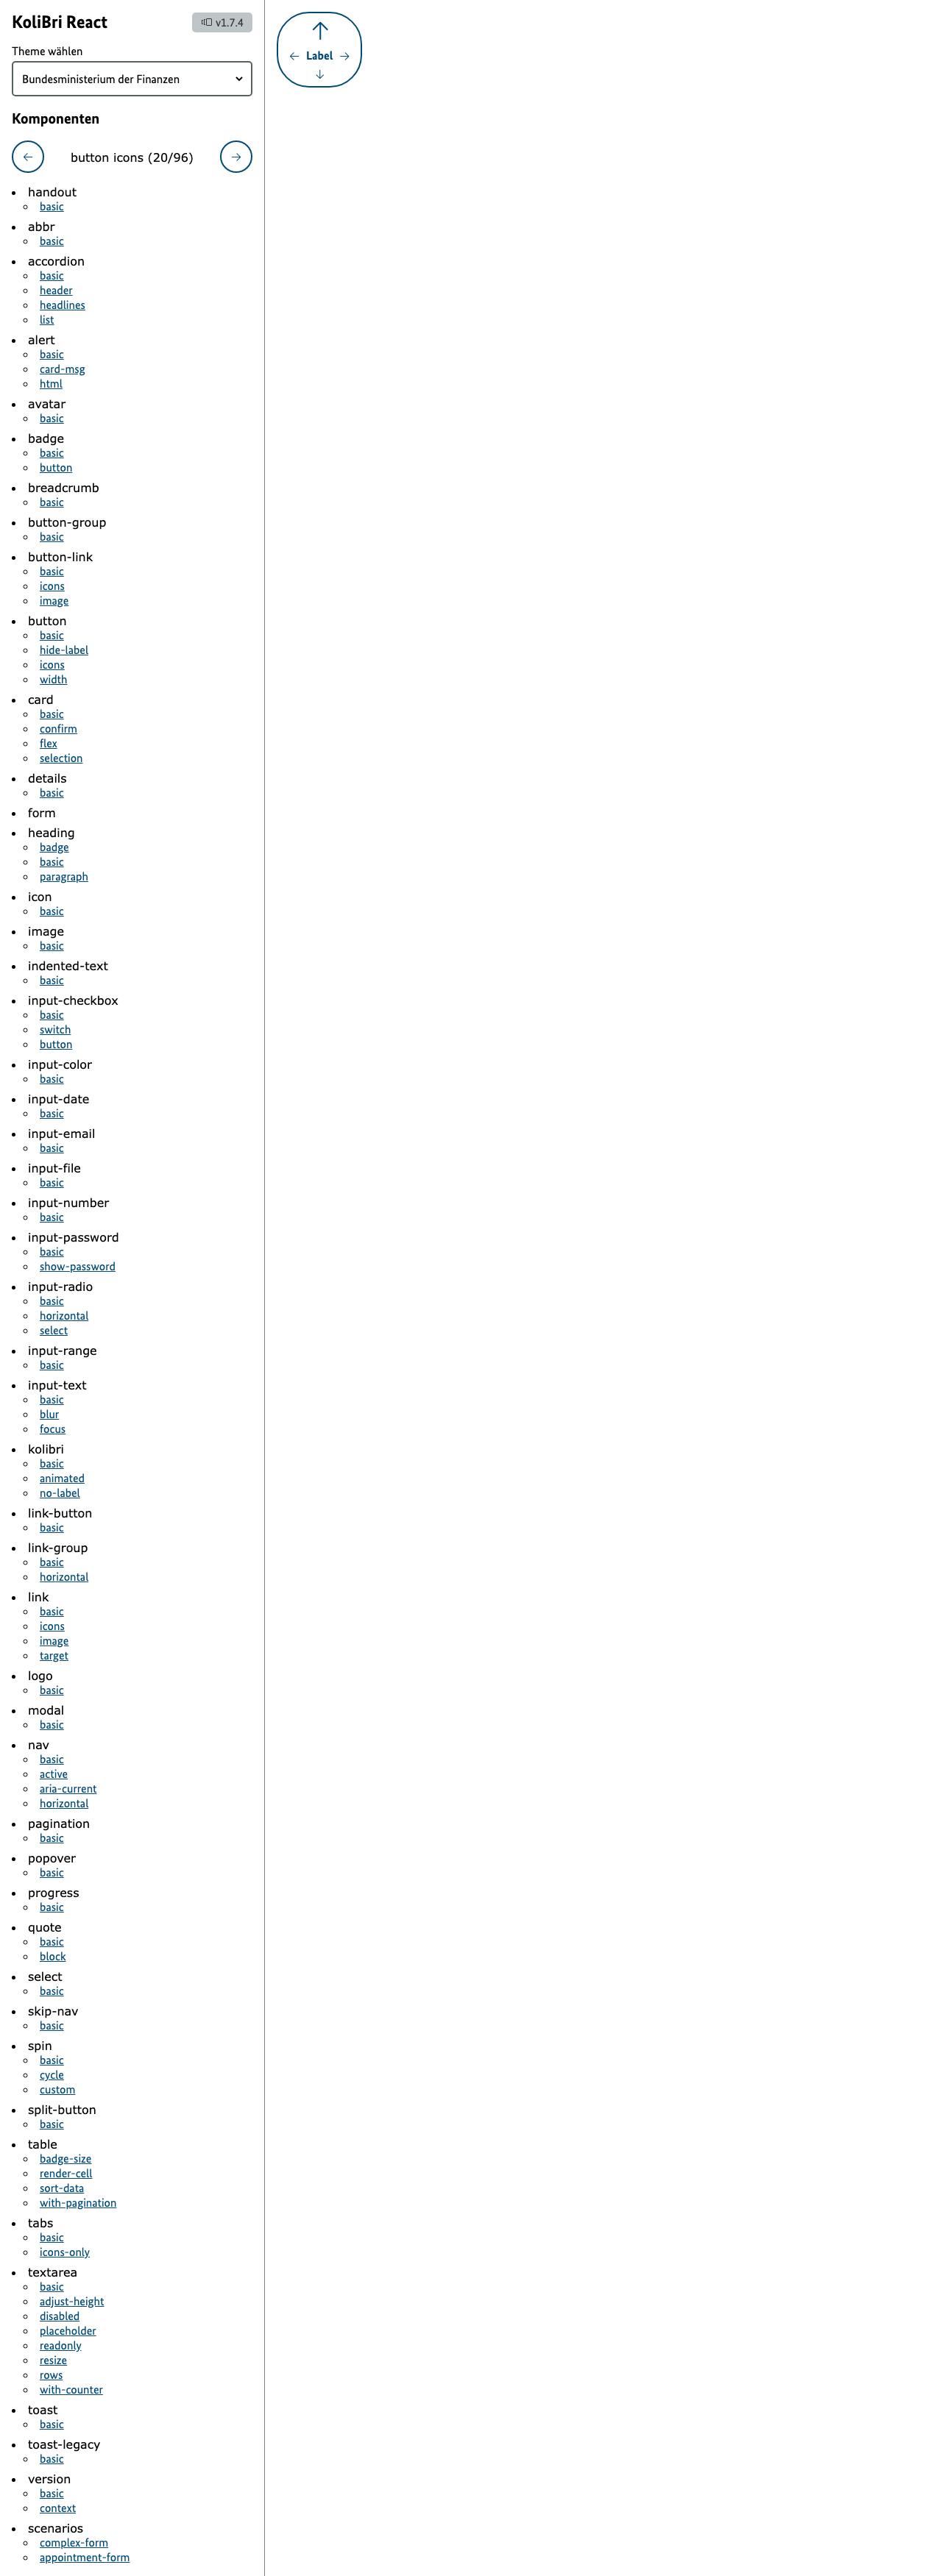 KoliBri React
v1.7.4
Theme wählen
Bundesministerium der Finanzen
Komponenten
button icons (20/96)
handout
basic
abbr
basic
accordion
basic
header
headlines
list
alert
basic
card-msg
html
avatar
basic
badge
basic
button
breadcrumb
basic
button-group
basic
button-link
basic
icons
image
button
basic
hide-label
icons
width
card
basic
confirm
flex
selection
details
basic
form
heading
badge
basic
paragraph
icon
basic
image
basic
indented-text
basic
input-checkbox
basic
switch
button
input-color
basic
input-date
basic
input-email
basic
input-file
basic
input-number
basic
input-password
basic
show-password
input-radio
basic
horizontal
select
input-range
basic
input-text
basic
blur
focus
kolibri
basic
animated
no-label
link-button
basic
link-group
basic
horizontal
link
basic
icons
image
target
logo
basic
modal
basic
nav
basic
active
aria-current
horizontal
pagination
basic
popover
basic
progress
basic
quote
basic
block
select
basic
skip-nav
basic
spin
basic
cycle
custom
split-button
basic
table
badge-size
render-cell
sort-data
with-pagination
tabs
basic
icons-only
textarea
basic
adjust-height
disabled
placeholder
readonly
resize
rows
with-counter
toast
basic
toast-legacy
basic
version
basic
context
scenarios
complex-form
appointment-form
Label